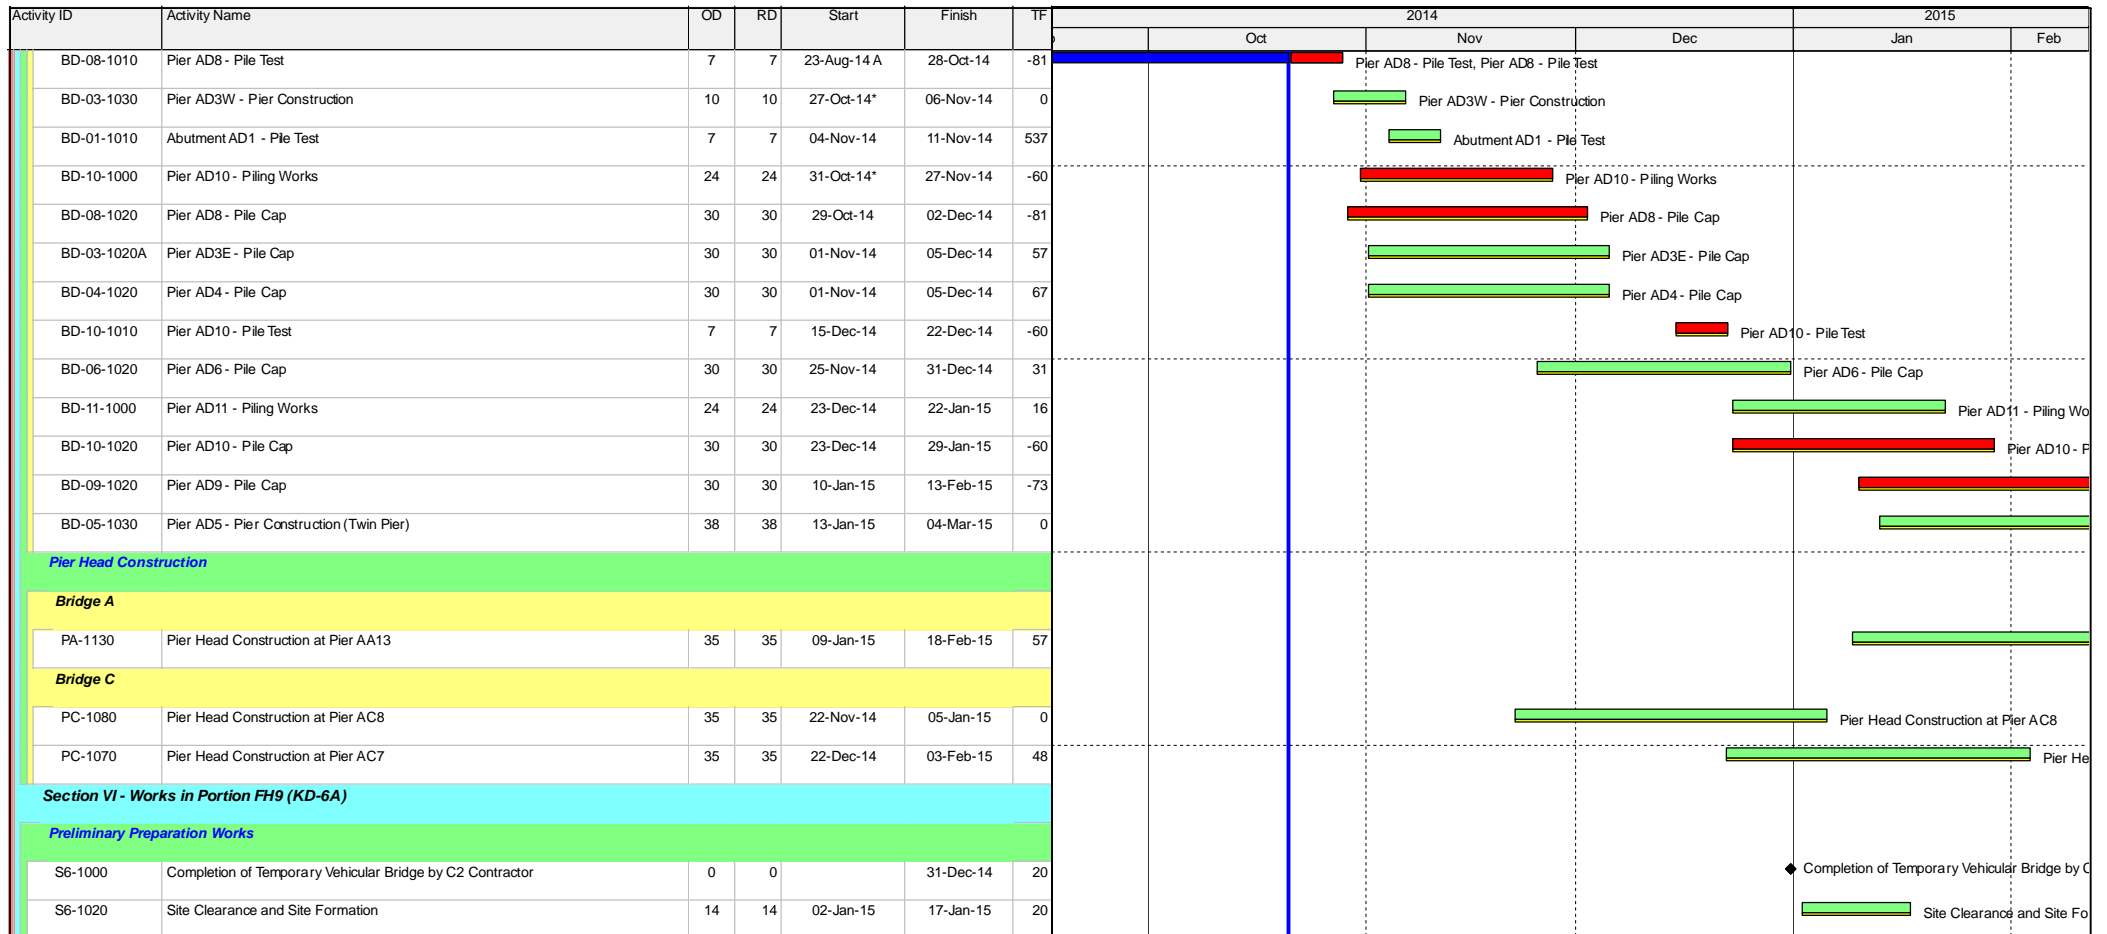 Activity ID Activity Name OD RD Start Finish TF 2014 2015
Oct Nov Dec Jan Feb
BD-08-1010 Pier AD8 - Pile Test 7 7 23-Aug-14 A 28-Oct-14 -81 Pier AD8 - Pile Test, Pier AD8 - Pile Test
BD-03-1030 Pier AD3W - Pier Construction 10 10 27-Oct-14* 06-Nov-14 0 Pier AD3W - Pier Construction
BD-01-1010 Abutment AD1 - Pile Test 7 7 04-Nov-14 11-Nov-14 537 Abutment AD1 - Pile Test
BD-10-1000 Pier AD10 - Piling Works 24 24 31-Oct-14* 27-Nov-14 -60 Pier AD10 - Piling Works
BD-08-1020 Pier AD8 - Pile Cap 30 30 29-Oct-14 02-Dec-14 -81 Pier AD8 - Pile Cap
BD-03-1020A Pier AD3E - Pile Cap 30 30 01-Nov-14 05-Dec-14 57 Pier AD3E - Pile Cap
BD-04-1020 Pier AD4 - Pile Cap 30 30 01-Nov-14 05-Dec-14 67 Pier AD4 - Pile Cap
BD-10-1010 Pier AD10 - Pile Test 7 7 15-Dec-14 22-Dec-14 -60 Pier AD10 - Pile Test
BD-06-1020 Pier AD6 - Pile Cap 30 30 25-Nov-14 31-Dec-14 31 Pier AD6 - Pile Cap
BD-11-1000 Pier AD11 - Piling Works 24 24 23-Dec-14 22-Jan-15 16 Pier AD11 - Piling Wo
BD-10-1020 Pier AD10 - Pile Cap 30 30 23-Dec-14 29-Jan-15 -60 Pier AD10 - P
BD-09-1020 Pier AD9 - Pile Cap 30 30 10-Jan-15 13-Feb-15 -73
BD-05-1030 Pier AD5 - Pier Construction (Twin Pier) 38 38 13-Jan-15 04-Mar-15 0
Pier Head Construction
Bridge A
PA-1130 Pier Head Construction at Pier AA13 35 35 09-Jan-15 18-Feb-15 57
Bridge C
PC-1080 Pier Head Construction at Pier AC8 35 35 22-Nov-14 05-Jan-15 0 Pier Head Construction at Pier AC8
PC-1070 Pier Head Construction at Pier AC7 35 35 22-Dec-14 03-Feb-15 48 Pier He
Section VI - Works in Portion FH9 (KD-6A)
Preliminary Preparation Works
S6-1000 Completion of Temporary Vehicular Bridge by C2 Contractor 0 0 31-Dec-14 20 Completion of Temporary Vehicular Bridge by C
S6-1020 Site Clearance and Site Formation 14 14 02-Jan-15 17-Jan-15 20 Site Clearance and Site Fo